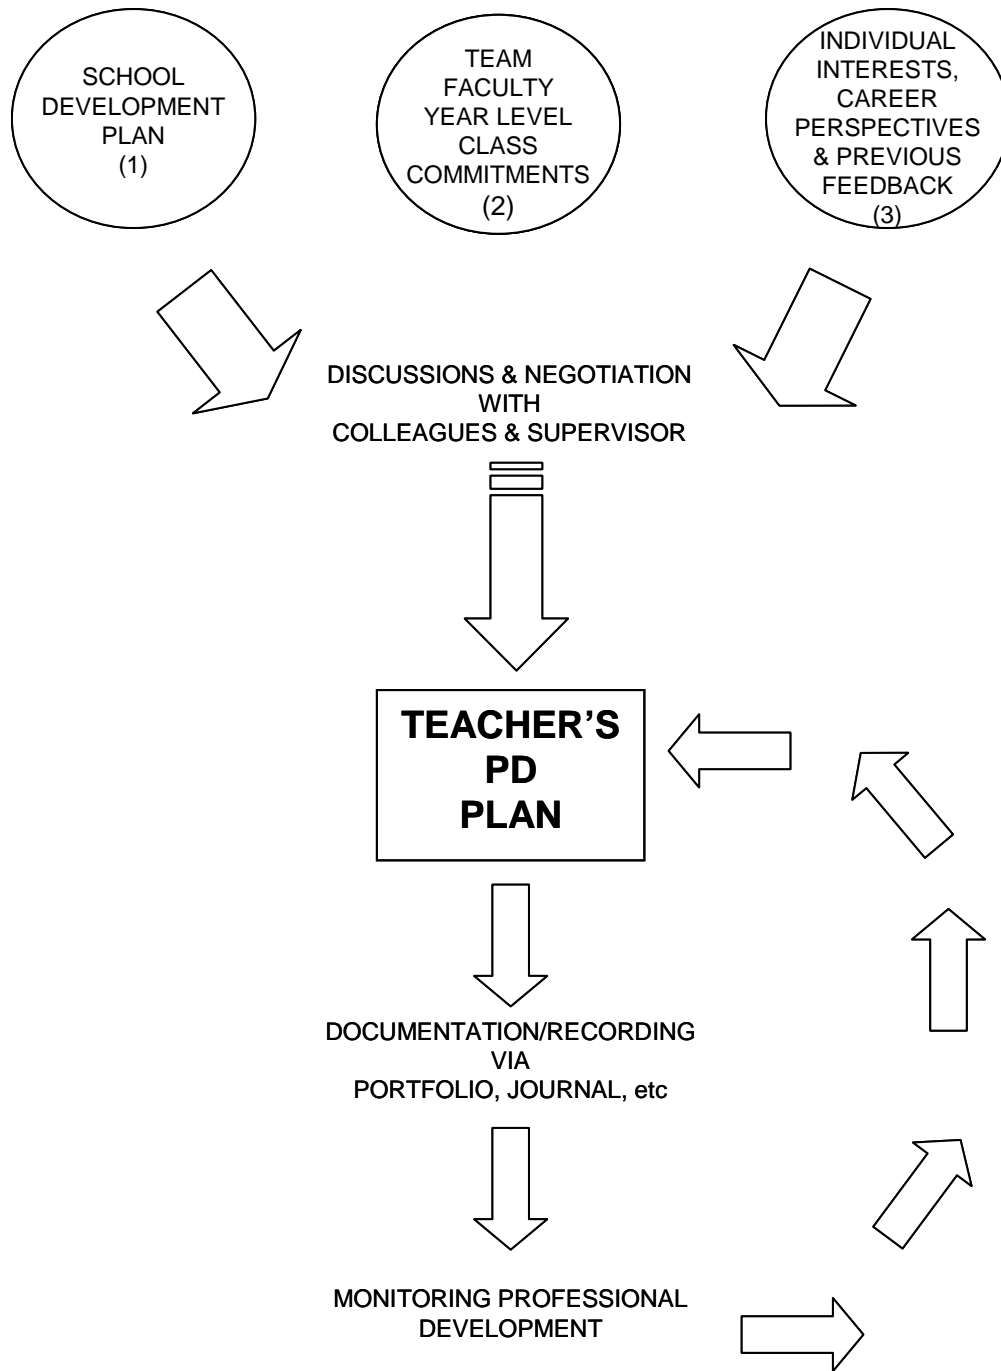 SCHOOL
DEVELOPMENT
PLAN
(1)
TEAM
FACULTY
YEAR LEVEL
CLASS
COMMITMENTS
(2)
INDIVIDUAL
INTERESTS,
CAREER
PERSPECTIVES
& PREVIOUS
FEEDBACK
(3)
DISCUSSIONS & NEGOTIATION
WITH
COLLEAGUES & SUPERVISOR
TEACHER’S
PD
PLAN
DOCUMENTATION/RECORDING
VIA
PORTFOLIO, JOURNAL, etc
MONITORING PROFESSIONAL
DEVELOPMENT